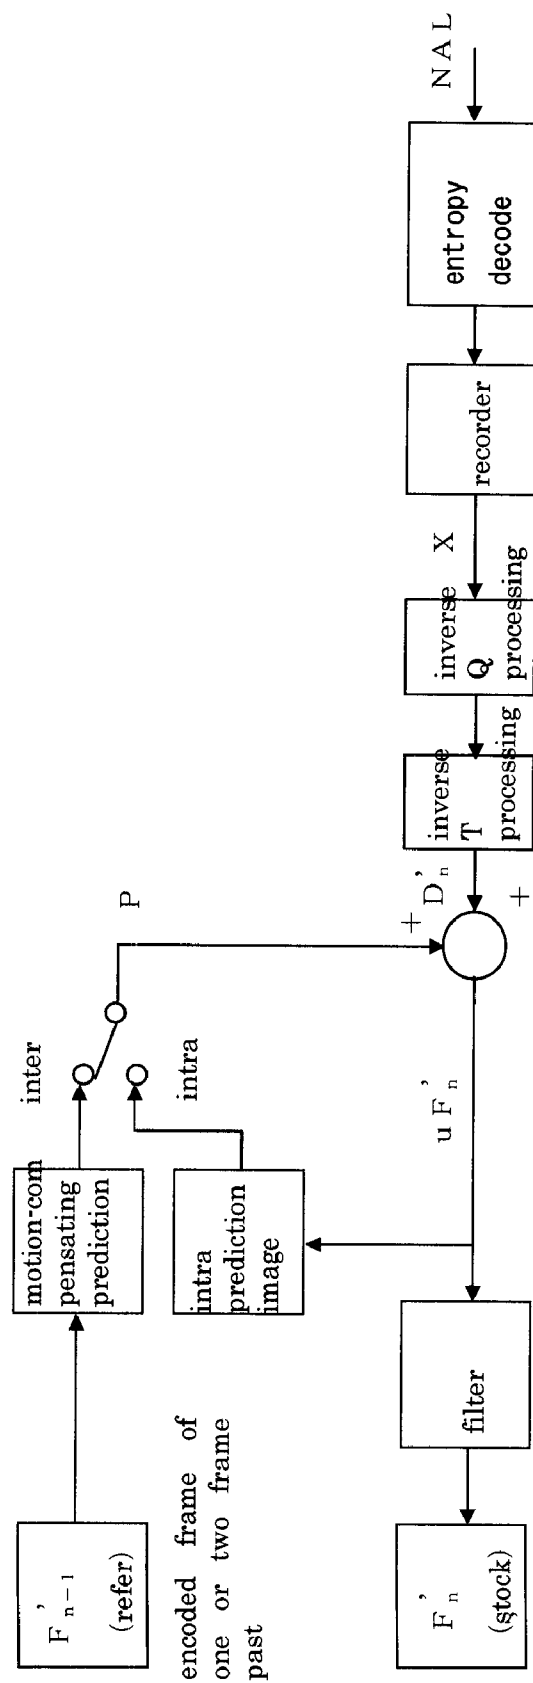 F'n-1
(refer)
encoded frame of
one or two frame
past
motion-com
pensating
prediction
inter
intra
prediction
image
intra
P
F'n
(stock)
filter
uF'n
+
D'n
+
inverse
T
processing
inverse
Q
processing
X
recorder
entropy
decode
NAL